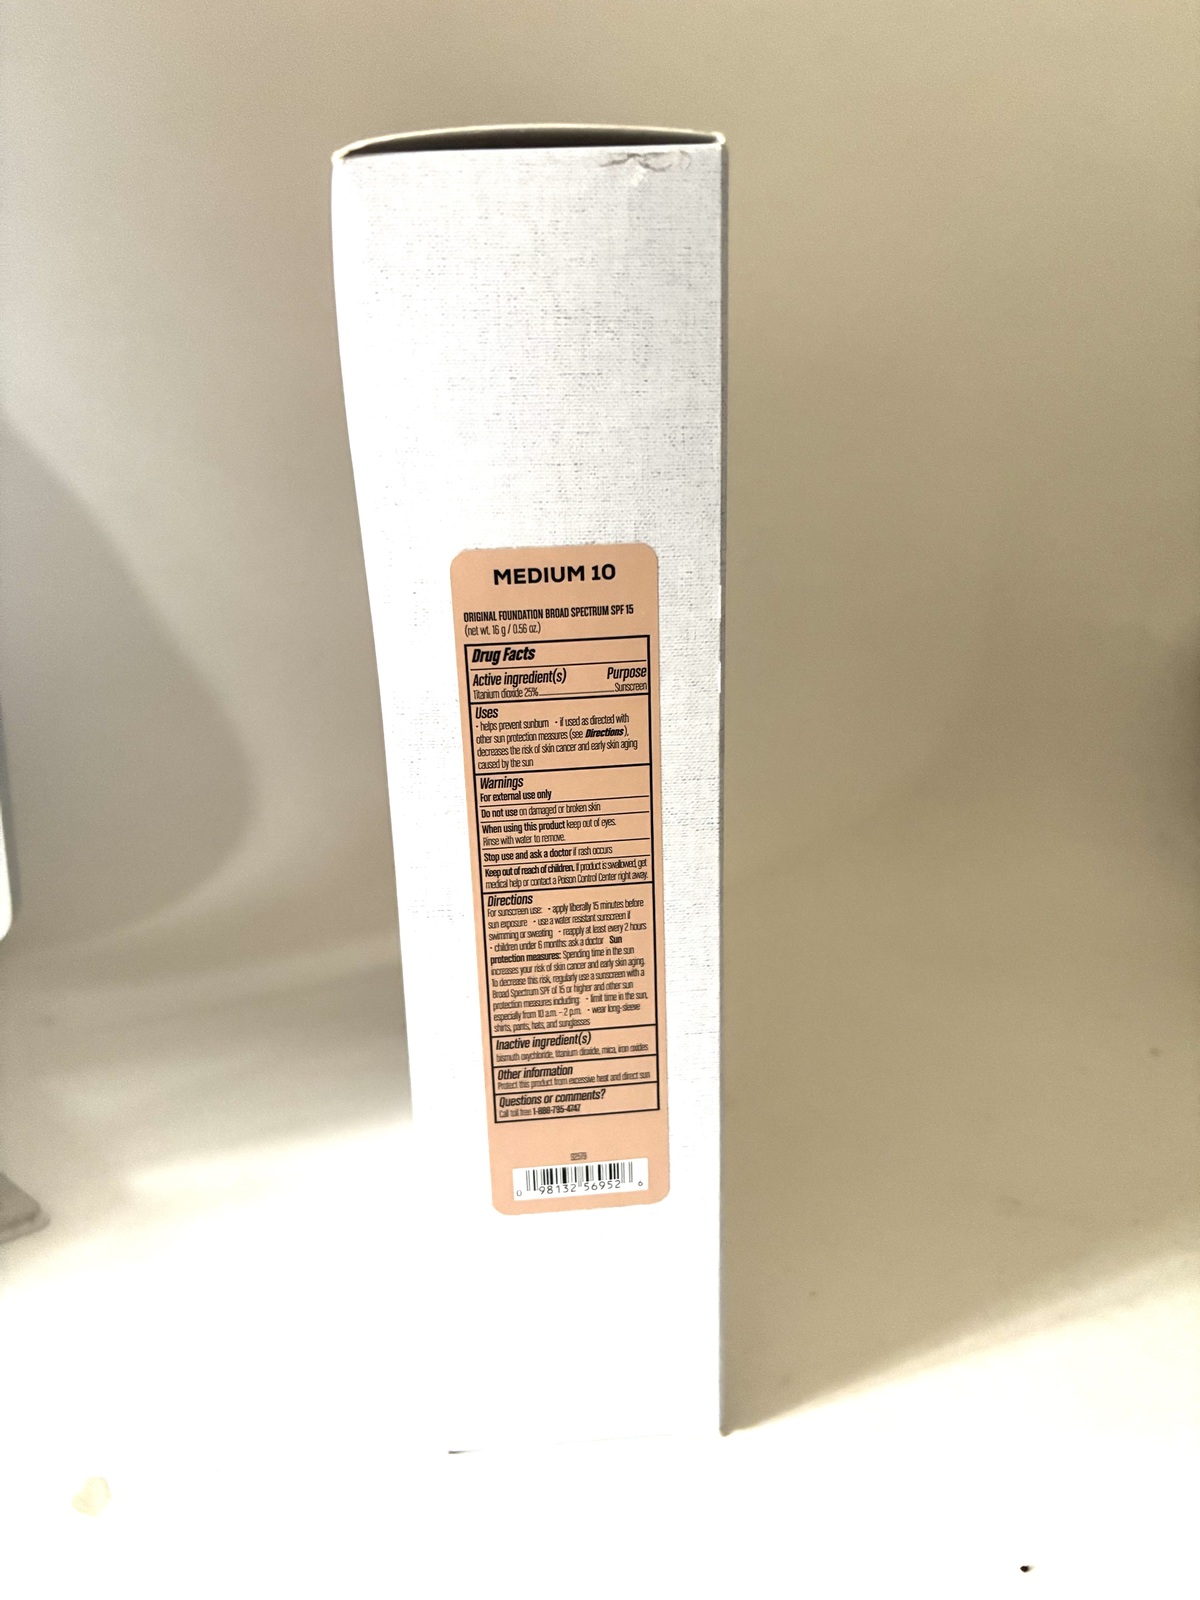 MEDIUM 10
ORIGINAL FOUNDATION BROAD SPECTRUM SPF 15
(net wt. 16 g / 0.56 oz.)
Drug Facts
Active ingredient(s) Purpose
Titanium dioxide 25% Sunscreen
Uses
• helps prevent sunburn • if used as directed with
other sun protection measures (see Directions),
decreases the risk of skin cancer and early skin aging
caused by the sun
Warnings
For external use only
Do not use on damaged or broken skin
When using this product keep out of eyes.
Rinse with water to remove.
Stop use and ask a doctor if rash occurs
Keep out of reach of children. If product is swallowed, get
medical help or contact a Poison Control Center right away.
Directions
For sunscreen use: • apply liberally 15 minutes before
sun exposure • use a water resistant sunscreen if
swimming or sweating • reapply at least every 2 hours
• children under 6 months: ask a doctor Sun
protection measures: Spending time in the sun
increases your risk of skin cancer and early skin aging.
To decrease this risk, regularly use a sunscreen with a
Broad Spectrum SPF of 15 or higher and other sun
protection measures including: • limit time in the sun,
especially from 10 a.m. – 2 p.m. • wear long-sleeve
shirts, pants, hats, and sunglasses
Inactive ingredient(s)
bismuth oxychloride, titanium dioxide, mica, iron oxides
Other information
Protect this product from excessive heat and direct sun
Questions or comments?
Call toll free 1-888-795-4747
0 98132 56952 6